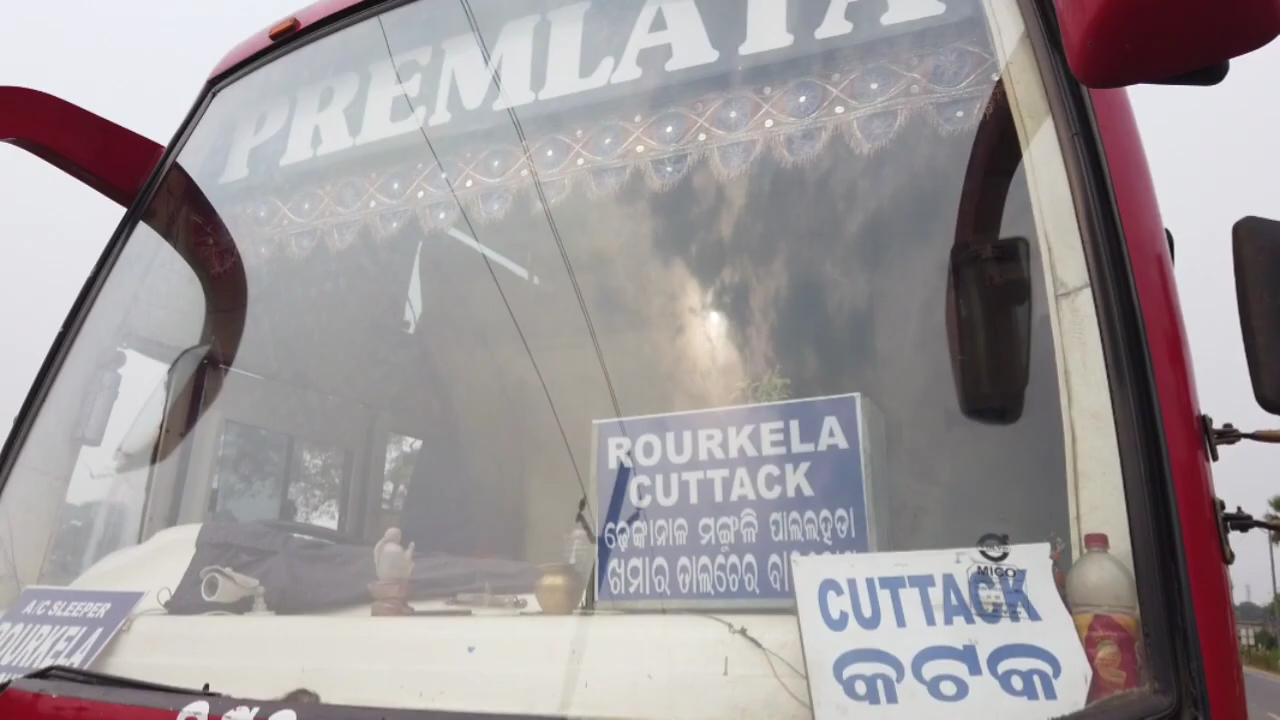 PREMLATA
ROURKELA
CUTTACK
ଢେଙ୍କାନାଳ ମଙ୍ଗୁଳି ପାଲଲହଡା
ଖମାର ତାଲଚେର
MICO
CUTTACK
କଟକ
A/C SLEEPER
ROURKELA